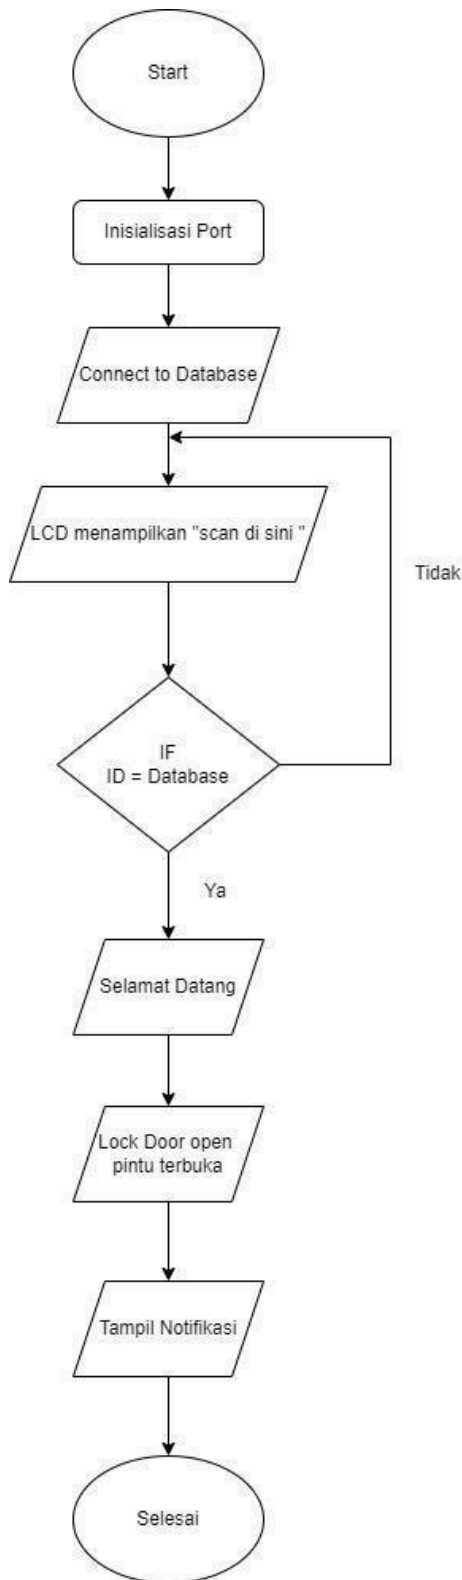 Start
Inisialisasi Port
Connect to Database
LCD menampilkan "scan di sini "
Tidak
IF
ID = Database
Ya
Selamat Datang
Lock Door open
pintu terbuka
Tampil Notifikasi
Selesai